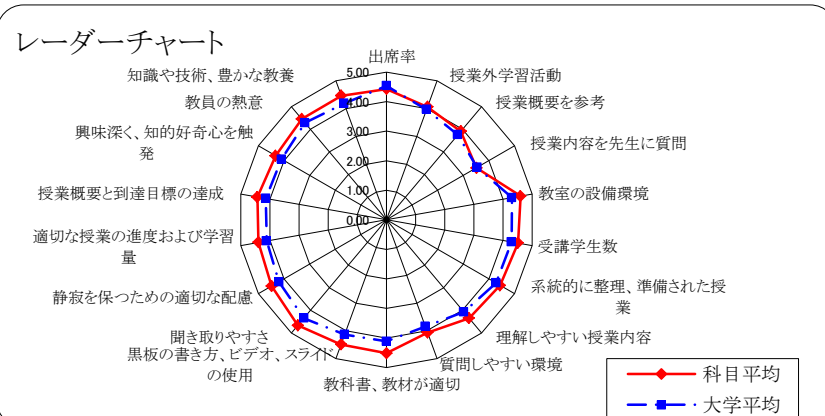 レーダーチャート
出席率
授業外学習活動
授業概要を参考
授業内容を先生に質問
教室の設備環境
受講学生数
系統的に整理、準備された授
業
理解しやすい授業内容
質問しやすい環境
教科書、教材が適切
黒板の書き方、ビデオ、スライド
の使用
聞き取りやすさ
静寂を保つための適切な配慮
適切な授業の進度および学習
量
授業概要と到達目標の達成
興味深く、知的好奇心を触
発
教員の熱意
知識や技術、豊かな教養
5.00
4.00
3.00
2.00
1.00
0.00
科目平均
大学平均